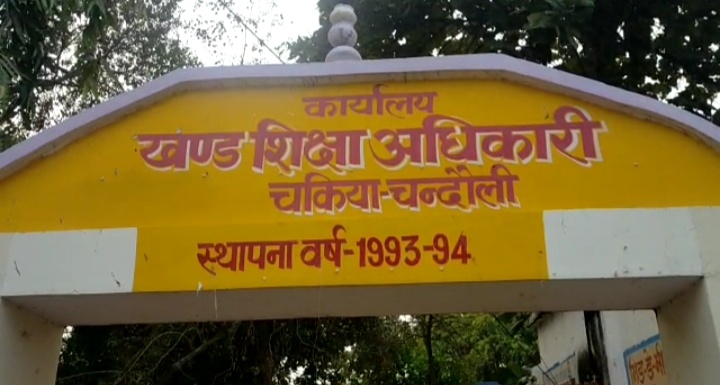 कार्यालय
खण्ड शिक्षा अधिकारी
चकिया-चन्दौली
स्थापना वर्ष-1993-94